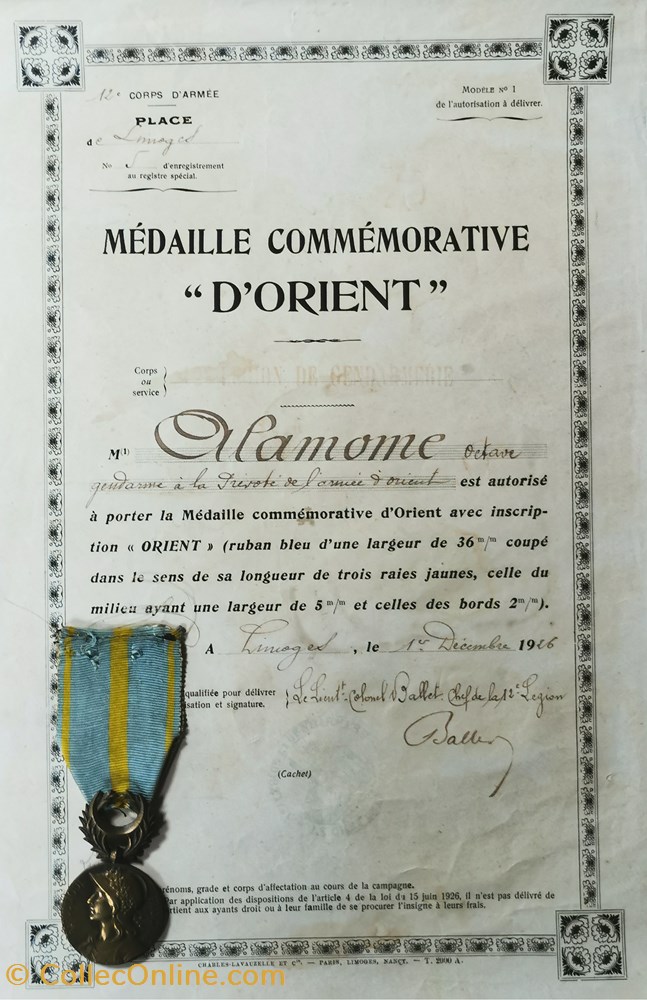 12e CORPS D'ARMÉE
PLACE
de Limoges
No 5 d'enregistrement
au registre spécial.
MODÈLE No 1
de l'autorisation à délivrer.
MÉDAILLE COMMÉMORATIVE
“D'ORIENT”
Corps
ou
service
ON DE GENDARMERIE
M(1) Alamome Octave
gendarme à la Prévoté de l'armée d'orient est autorisé
à porter la Médaille commémorative d'Orient avec inscrip-
tion « ORIENT » (ruban bleu d'une largeur de 36 m/m coupé
dans le sens de sa longueur de trois raies jaunes, celle du
milieu ayant une largeur de 5 m/m et celles des bords 2 m/m).
A Limoges, le 1er Décembre 1926
qualifiée pour délivrer
isation et signature.
Le Lieutt-Colonel Ballet Chef de la 12e Légion
Ballet
(Cachet)
rénoms, grade et corps d'affectation au cours de la campagne.
ar application des dispositions de l'article 4 de la loi du 15 juin 1926, il n'est pas délivré de
rtient aux ayants droit ou à leur famille de se procurer l'insigne à leurs frais.
CHARLES-LAVAUZELLE ET Cie. — PARIS, LIMOGES, NANCY. — T. 2900 A.
© CollecOnline.com